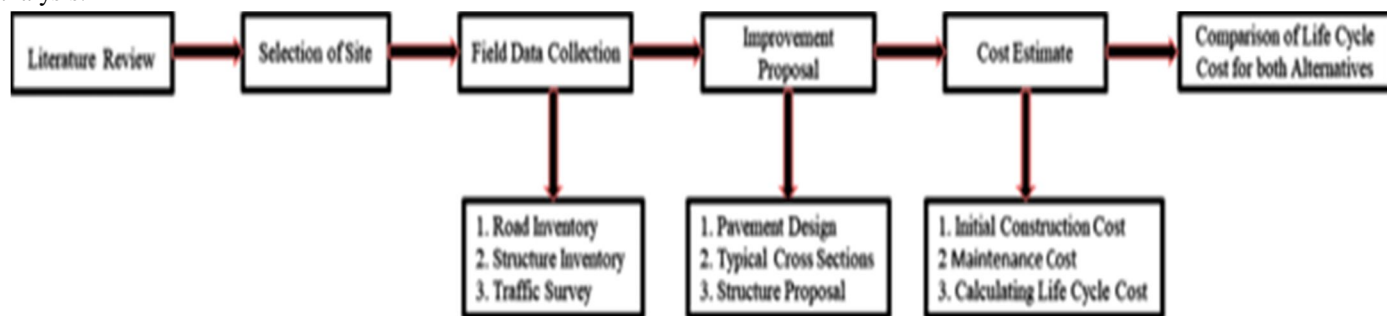 Literature Review
Selection of Site
Field Data Collection
Improvement
Proposal
Cost Estimate
Comparison of Life Cycle
Cost for both Alternatives
1. Road Inventory
2. Structure Inventory
3. Traffic Survey
1. Pavement Design
2. Typical Cross Sections
3. Structure Proposal
1. Initial Construction Cost
2 Maintenance Cost
3. Calculating Life Cycle Cost